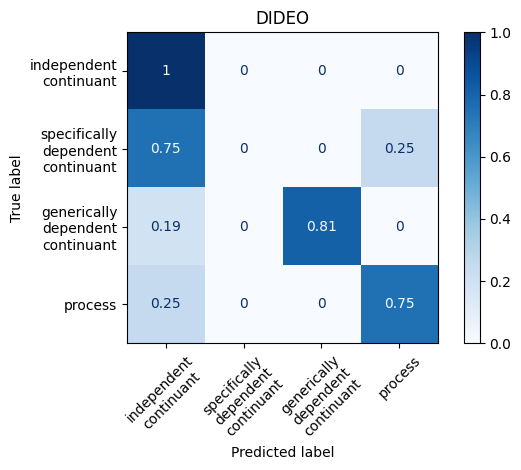 DIDEO
True label
independent
continuant
1 0 0 0
specifically
dependent
continuant
0.75 0 0 0.25
generically
dependent
continuant
0.19 0 0.81 0
process
0.25 0 0 0.75
independent
continuant
specifically
dependent
continuant
generically
dependent
continuant
process
Predicted label
1.0
0.8
0.6
0.4
0.2
0.0